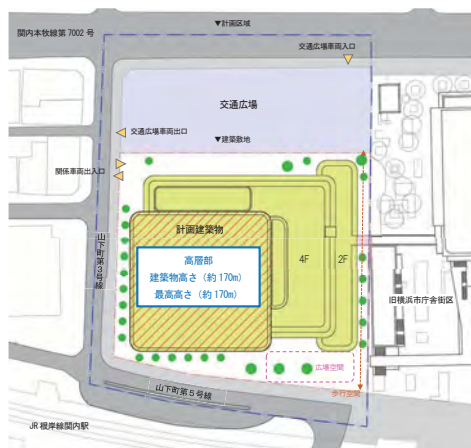 ▼計画区域
関内本牧線第 7002 号
交通広場車両入口
交通広場
交通広場車両出口
▼建築敷地
関係車両出入口
計画建築物
高層部
建築物高さ（約 170m）
最高高さ（約 170m）
4F
2F
山下町第3号線
旧横浜市庁舎街区
広場空間
歩行空間
山下町第5号線
JR 根岸線関内駅